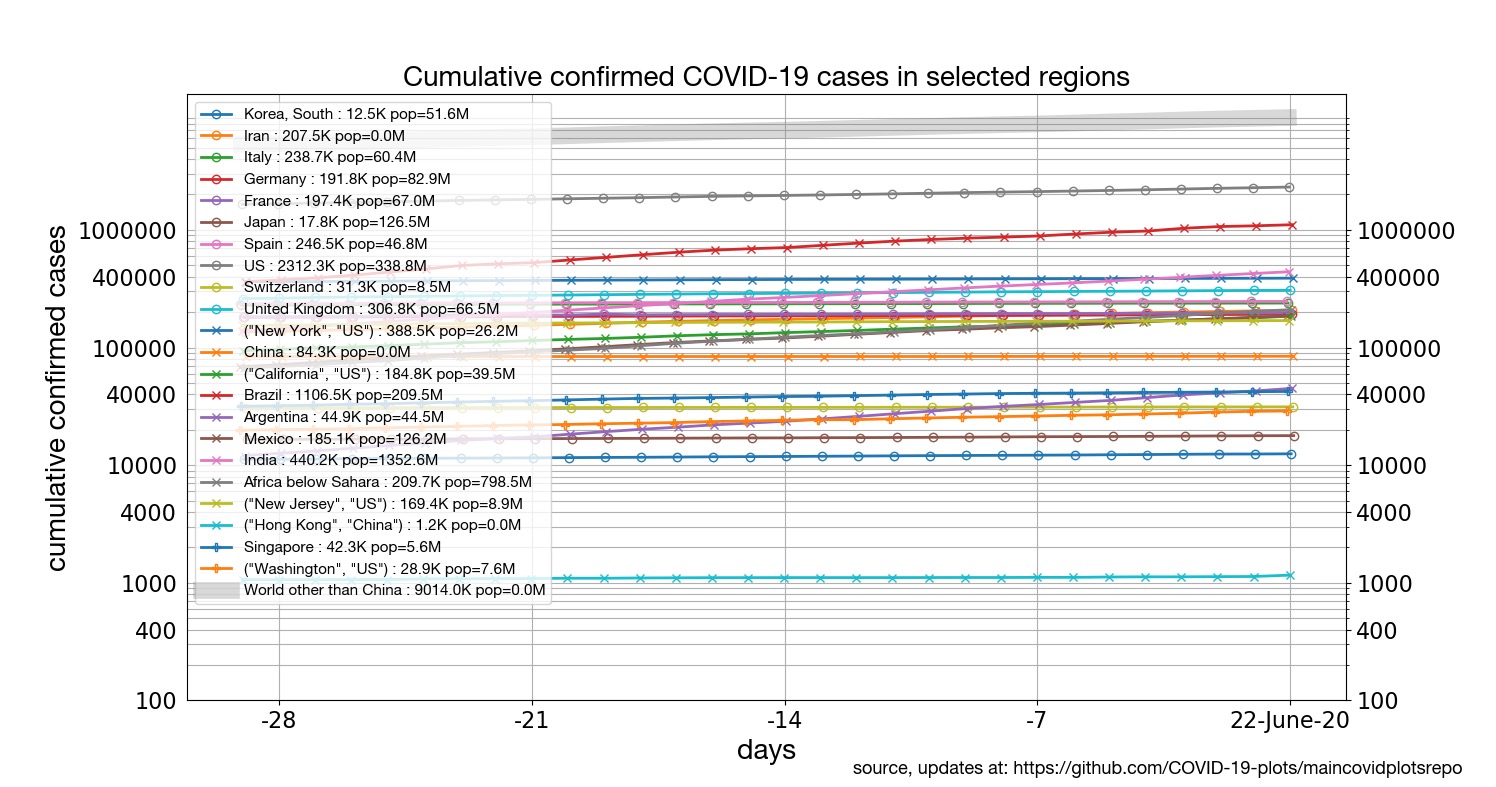 Cumulative confirmed COVID-19 cases in selected regions
Korea, South : 12.5K pop=51.6M
Iran : 207.5K pop=0.0M
Italy : 238.7K pop=60.4M
Germany : 191.8K pop=82.9M
France : 197.4K pop=67.0M
Japan : 17.8K pop=126.5M
Spain : 246.5K pop=46.8M
US : 2312.3K pop=338.8M
Switzerland : 31.3K pop=8.5M
United Kingdom : 306.8K pop=66.5M
("New York", "US") : 388.5K pop=26.2M
China : 84.3K pop=0.0M
("California", "US") : 184.8K pop=39.5M
Brazil : 1106.5K pop=209.5M
Argentina : 44.9K pop=44.5M
Mexico : 185.1K pop=126.2M
India : 440.2K pop=1352.6M
Africa below Sahara : 209.7K pop=798.5M
("New Jersey", "US") : 169.4K pop=8.9M
("Hong Kong", "China") : 1.2K pop=0.0M
Singapore : 42.3K pop=5.6M
("Washington", "US") : 28.9K pop=7.6M
World other than China : 9014.0K pop=0.0M
cumulative confirmed cases
1000000
400000
100000
40000
10000
4000
1000
400
100
1000000
400000
100000
40000
10000
4000
1000
400
100
-28
-21
-14
-7
22-June-20
days
source, updates at: https://github.com/COVID-19-plots/maincovidplotsrepo